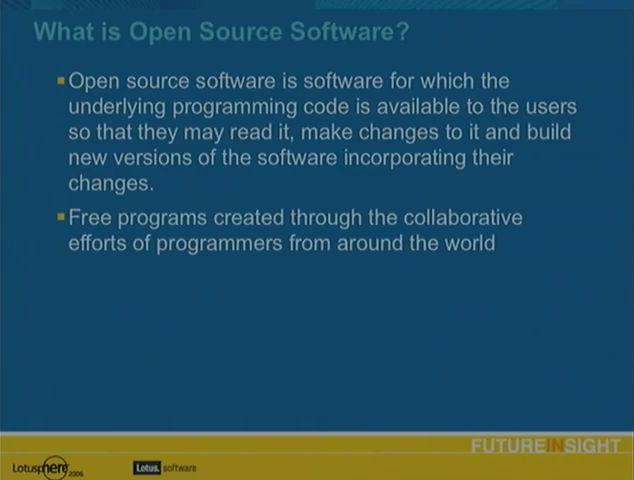 What is Open Source Software?
Open source software is software for which the
underlying programming code is available to the users
so that they may read it, make changes to it and build
new versions of the software incorporating their
changes.
Free programs created through the collaborative
efforts of programmers from around the world
FUTUREINSIGHT
Lotusphere 2006
Lotus. software